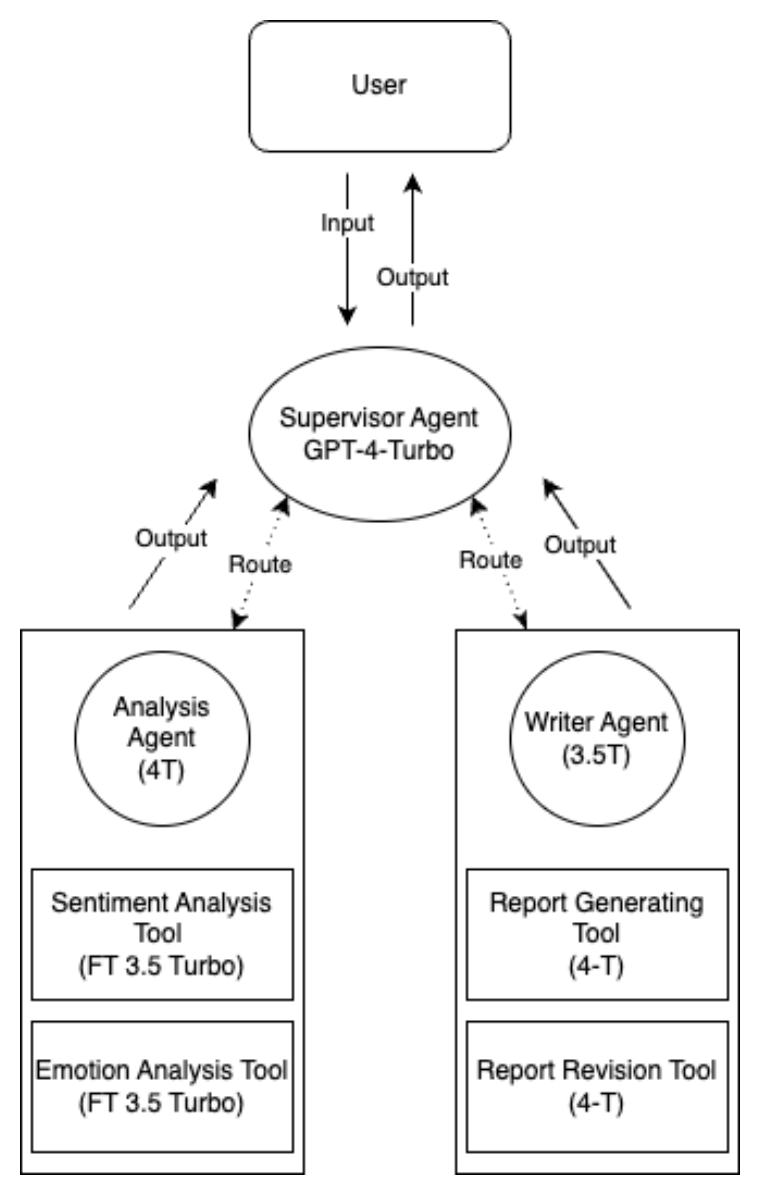 User
Input
Output
Supervisor Agent
GPT-4-Turbo
Output
Route
Route
Output
Analysis
Agent
(4T)
Sentiment Analysis
Tool
(FT 3.5 Turbo)
Emotion Analysis Tool
(FT 3.5 Turbo)
Writer Agent
(3.5T)
Report Generating
Tool
(4-T)
Report Revision Tool
(4-T)